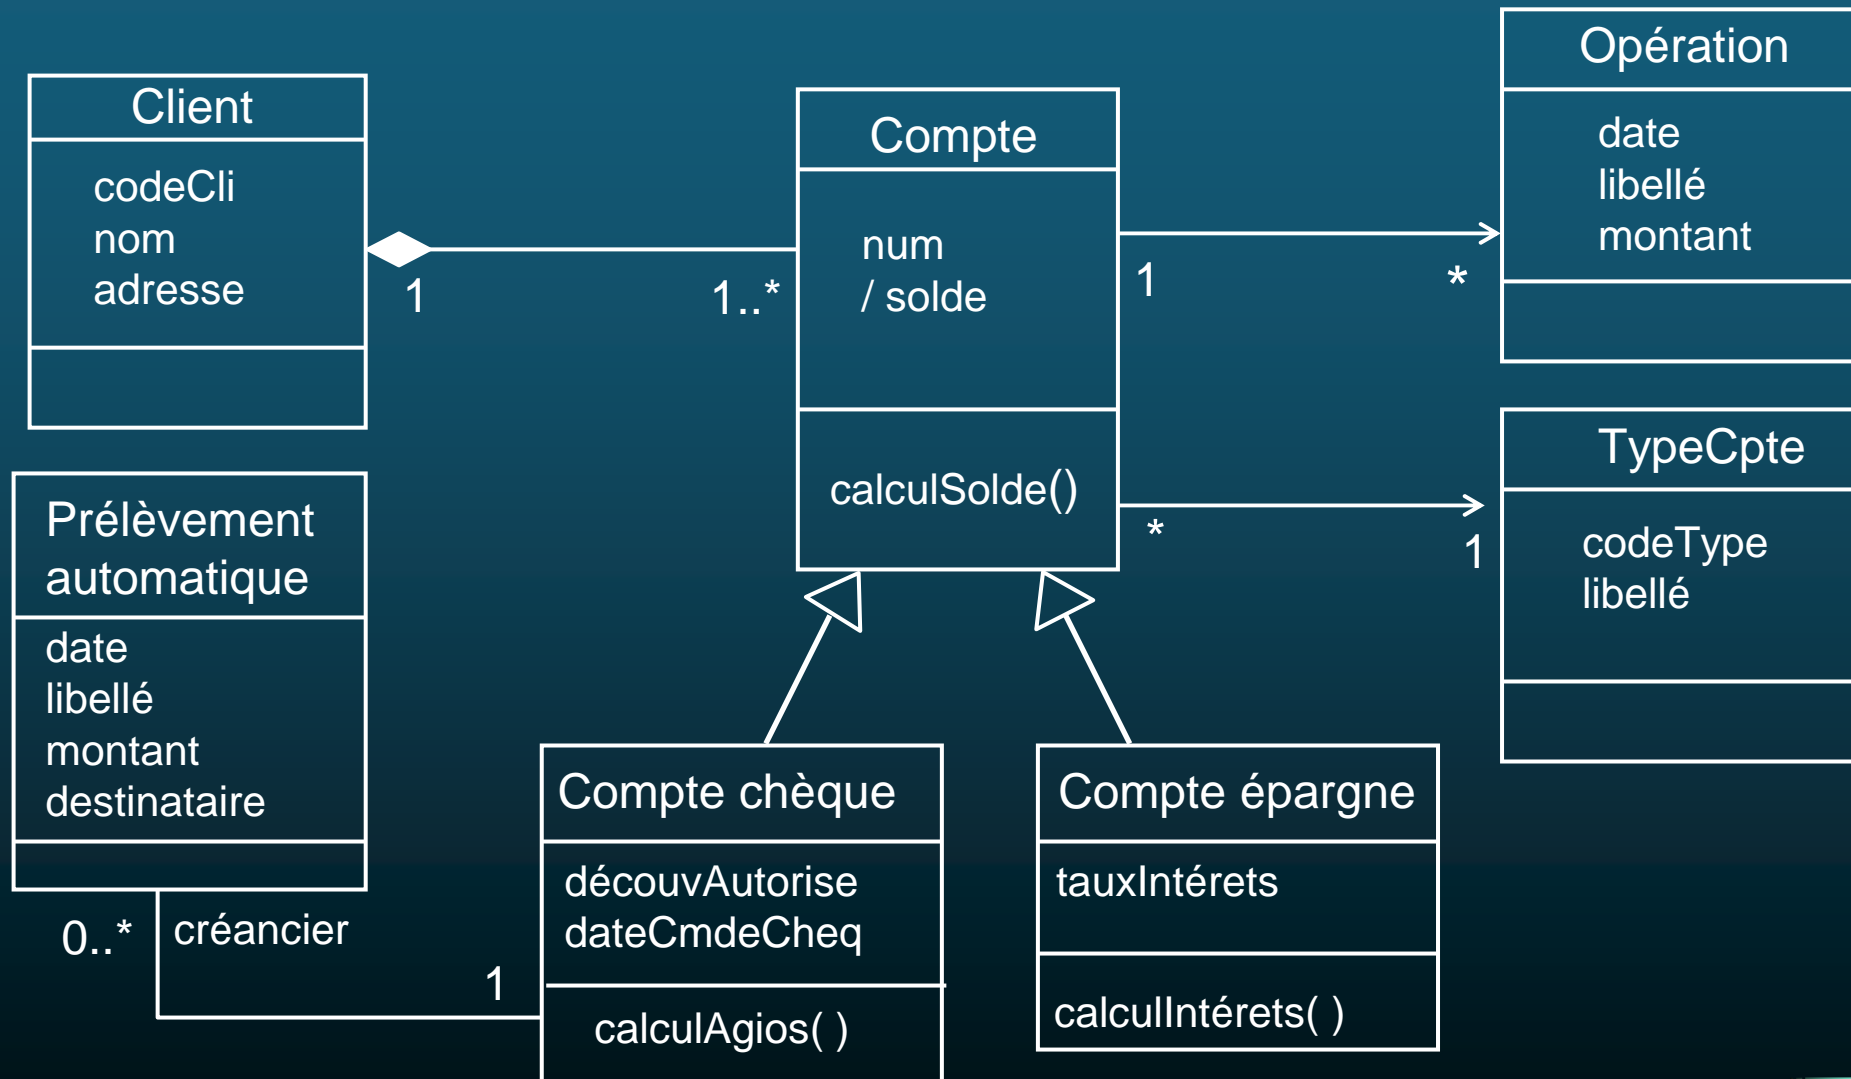 Client
codeCli
nom
adresse
1
1..*
Compte
num
/ solde
calculSolde()
1
*
Opération
date
libellé
montant
*
1
TypeCpte
codeType
libellé
Prélèvement
automatique
date
libellé
montant
destinataire
0..*
créancier
1
Compte chèque
découvAutorise
dateCmdeCheq
calculAgios( )
Compte épargne
tauxIntérets
calculIntérets( )